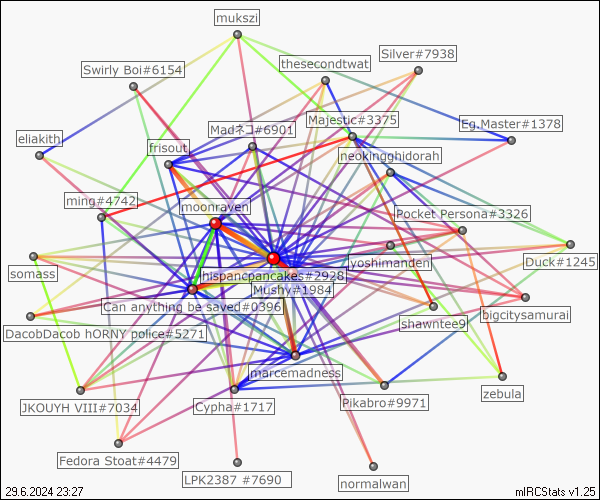 mukszi
Silver#7938
thesecondtwat
Swirly Boi#6154
Majestic#3375
Eg.Master#1378
Madネコ#6901
eliakith
frisout
neokingghidorah
ming#4742
moonraven
Pocket Persona#3326
Duck#1245
yoshimanden
somass
hispancpancakes#2928
Mushy#1984
Can anything be saved#0396
bigcitysamurai
shawntee9
DacobDacob hORNY police#5271
marcemadness
zebula
JKOUYH VIII#7034
Cypha#1717
Pikabro#9971
Fedora Stoat#4479
LPK2387 #7690
normalwan
29.6.2024 23:27
mIRCStats v1.25